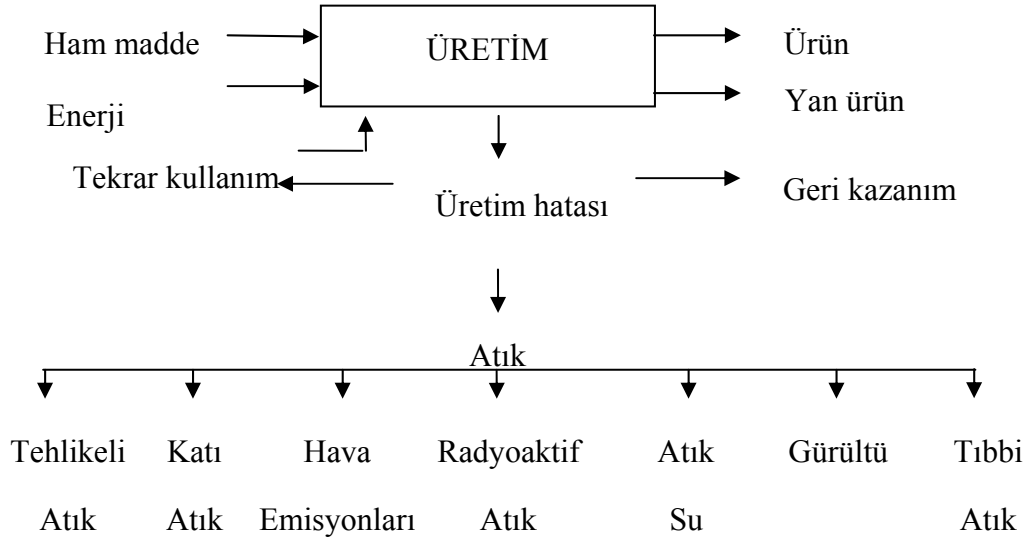 Ham madde
ÜRETİM
Ürün
Enerji
Yan ürün
Tekrar kullanım
Üretim hatası
Geri kazanım
Atık
Tehlikeli Katı Hava Radyoaktif Atık Gürültü Tıbbi
Atık Atık Emisyonları Atık Su Atık